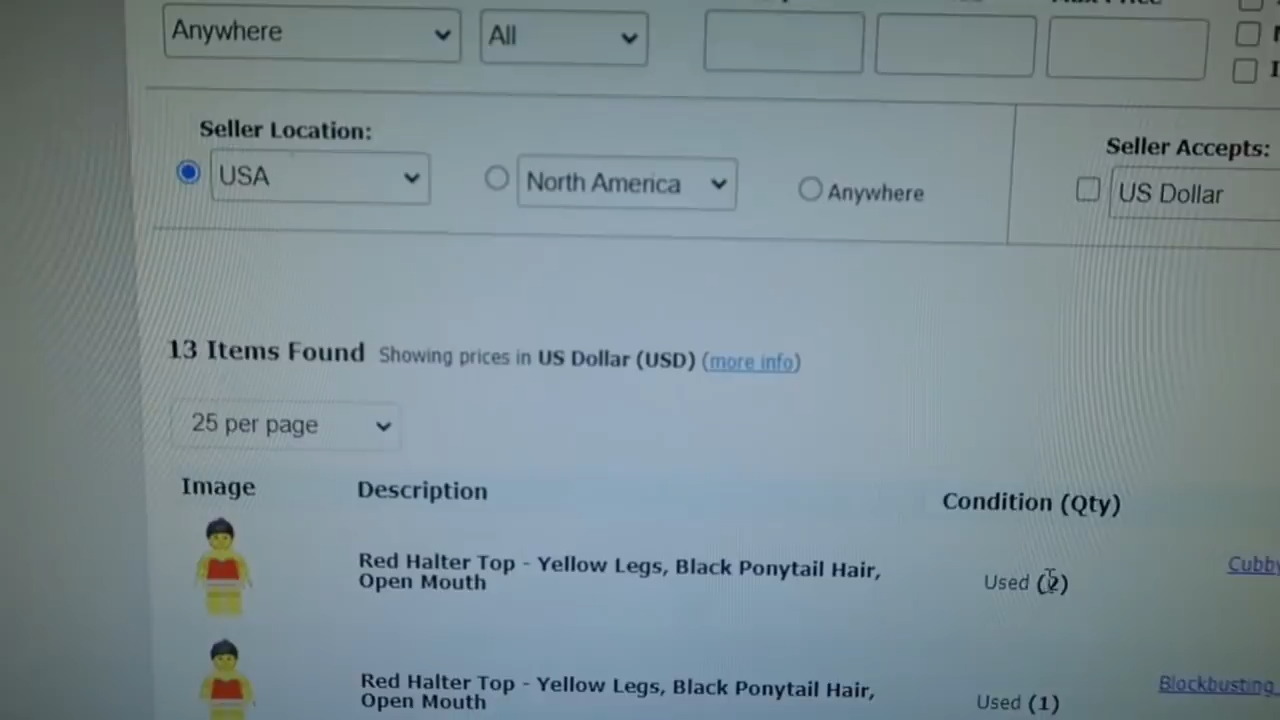 Anywhere
All
Seller Location:
USA
North America
Anywhere
Seller Accepts:
US Dollar
13 Items Found Showing prices in US Dollar (USD) (more info)
25 per page
Image
Description
Condition (Qty)
Red Halter Top - Yellow Legs, Black Ponytail Hair,
Open Mouth
Used (2)
Cubby
Red Halter Top - Yellow Legs, Black Ponytail Hair,
Open Mouth
Used (1)
Blockbusting